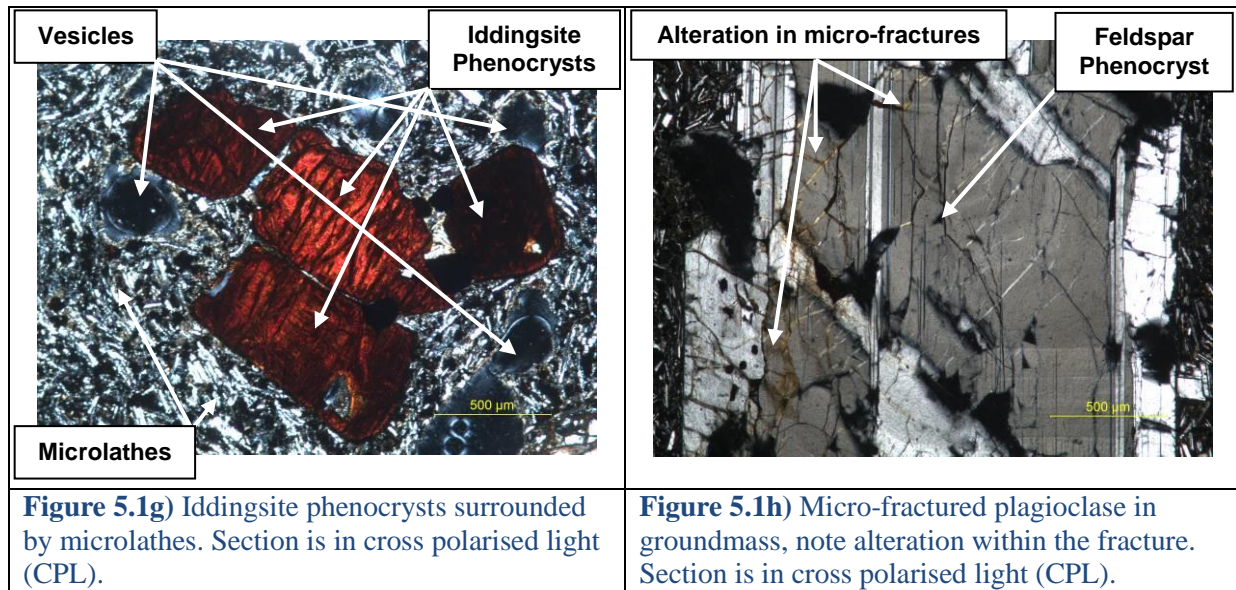 Vesicles
Iddingsite
Phenocrysts
Microlathes
500 µm
Alteration in micro-fractures
Feldspar
Phenocryst
500 µm
Figure 5.1g) Iddingsite phenocrysts surrounded
by microlathes. Section is in cross polarised light
(CPL).
Figure 5.1h) Micro-fractured plagioclase in
groundmass, note alteration within the fracture.
Section is in cross polarised light (CPL).